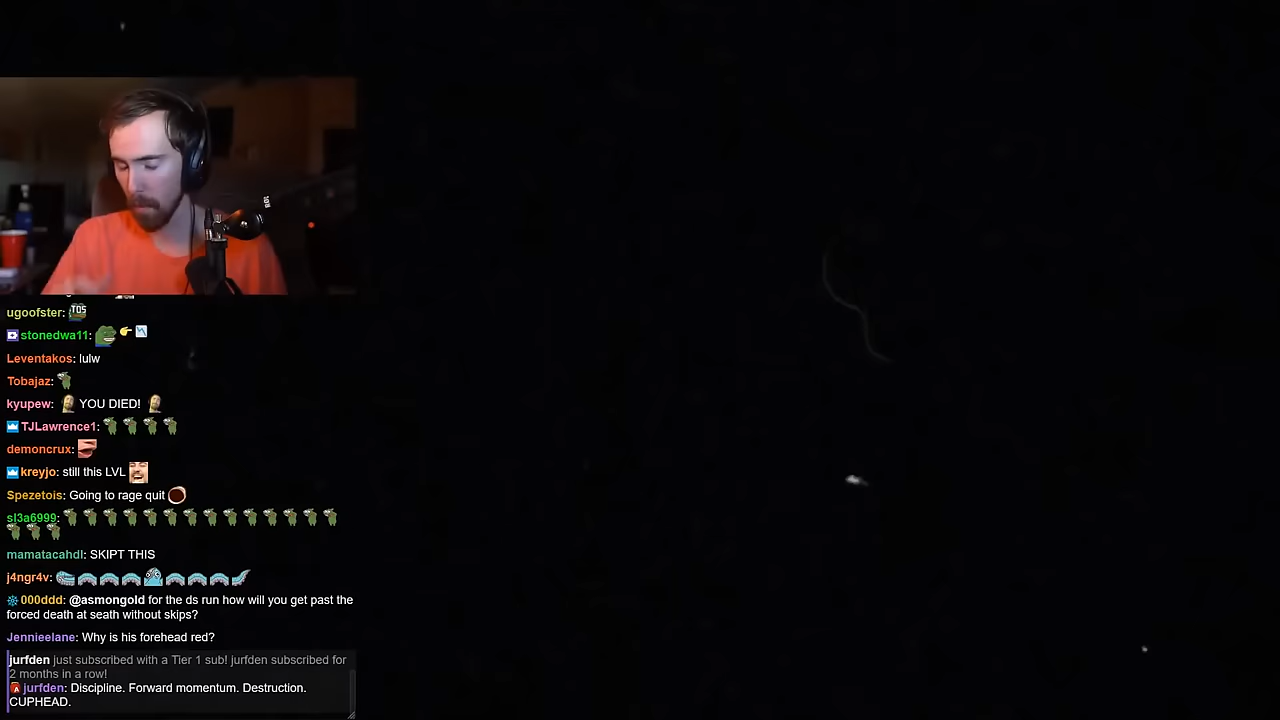 ugoofster: TOS
stonedwa11:
Leventakos: lulw
Tobajaz:
kyupew: YOU DIED!
TJLawrence1:
demoncrux:
kreyjo: still this LVL
Spezetois: Going to rage quit
sl3a6999:
mamatacahdl: SKIPT THIS
j4ngr4v:
000ddd: @asmongold for the ds run how will you get past the
forced death at seath without skips?
Jennieelane: Why is his forehead red?
jurfden just subscribed with a Tier 1 sub! jurfden subscribed for
2 months in a row!
jurfden: Discipline. Forward momentum. Destruction.
CUPHEAD.